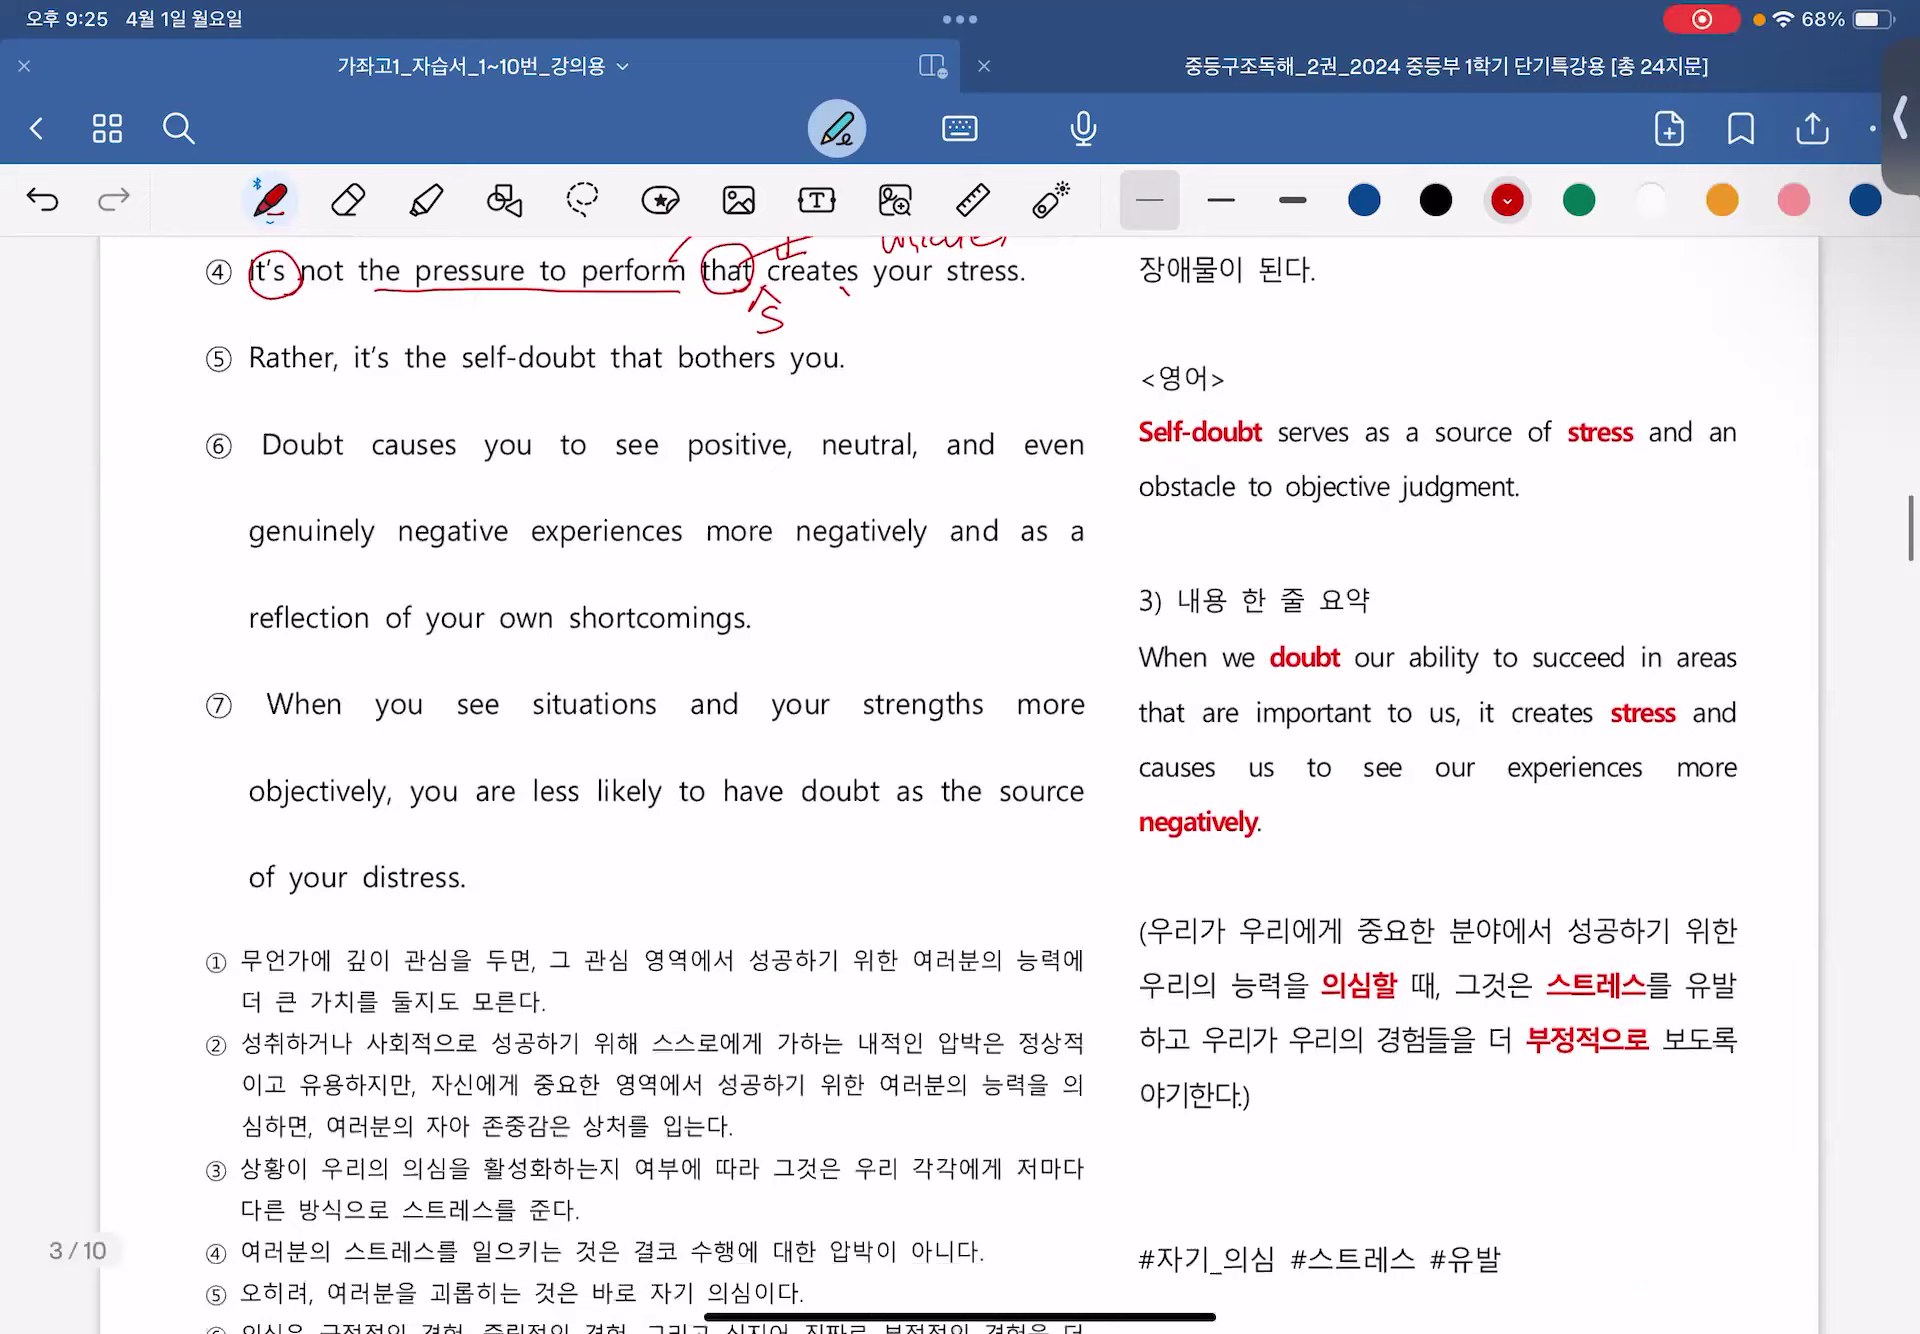 오후 9:25 4월 1일 월요일
68%
가좌고1_자습서_1~10번_강의용
중등구조독해_2권_2024 중등부 1학기 단기특강용 [총 24지문]
④ It's not the pressure to perform that creates your stress.
S
⑤ Rather, it's the self-doubt that bothers you.
⑥ Doubt causes you to see positive, neutral, and even
genuinely negative experiences more negatively and as a
reflection of your own shortcomings.
⑦ When you see situations and your strengths more
objectively, you are less likely to have doubt as the source
of your distress.
① 무언가에 깊이 관심을 두면, 그 관심 영역에서 성공하기 위한 여러분의 능력에
더 큰 가치를 둘지도 모른다.
② 성취하거나 사회적으로 성공하기 위해 스스로에게 가하는 내적인 압박은 정상적
이고 유용하지만, 자신에게 중요한 영역에서 성공하기 위한 여러분의 능력을 의
심하면, 여러분의 자아 존중감은 상처를 입는다.
③ 상황이 우리의 의심을 활성화하는지 여부에 따라 그것은 우리 각각에게 저마다
다른 방식으로 스트레스를 준다.
④ 여러분의 스트레스를 일으키는 것은 결코 수행에 대한 압박이 아니다.
⑤ 오히려, 여러분을 괴롭히는 것은 바로 자기 의심이다.
장애물이 된다.
<영어>
Self-doubt serves as a source of stress and an
obstacle to objective judgment.
3) 내용 한 줄 요약
When we doubt our ability to succeed in areas
that are important to us, it creates stress and
causes us to see our experiences more
negatively.
(우리가 우리에게 중요한 분야에서 성공하기 위한
우리의 능력을 의심할 때, 그것은 스트레스를 유발
하고 우리가 우리의 경험들을 더 부정적으로 보도록
야기한다.)
#자기_의심 #스트레스 #유발
3 / 10